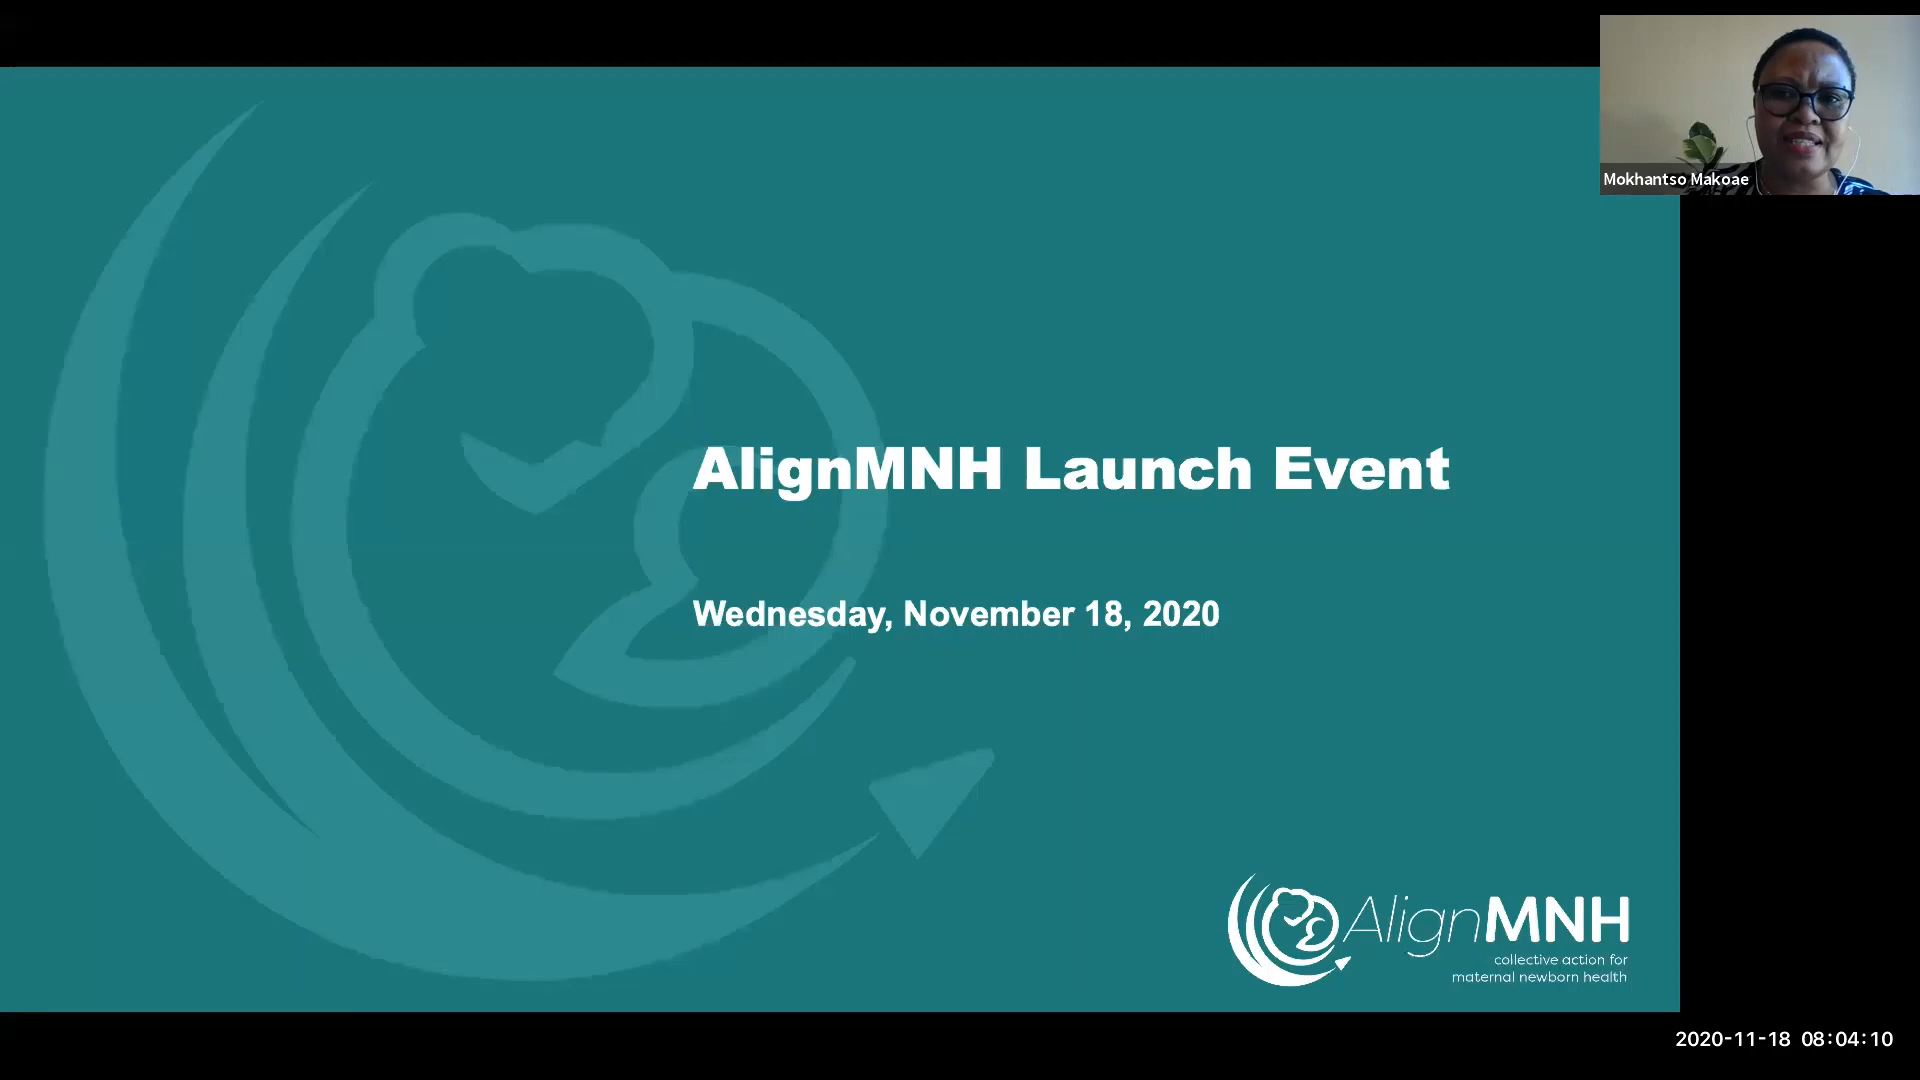 Mokhantso Makoae
AlignMNH Launch Event
Wednesday, November 18, 2020
AlignMNH
collective action for
maternal newborn health
2020-11-18 08:04:10